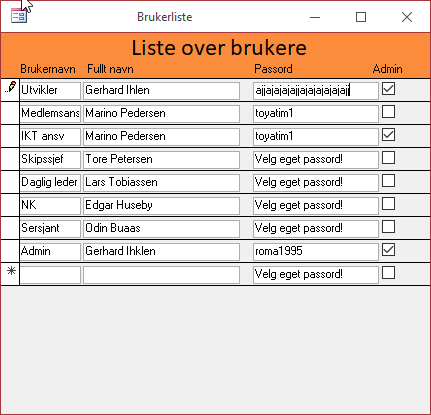 Brukerliste
Liste over brukere
Brukernavn Fullt navn Passord Admin
Utvikler Gerhard Ihlen
Medlemsans Marino Pedersen toyatim1
IKT ansv Marino Pedersen toyatim1
Skipssjef Tore Petersen Velg eget passord!
Daglig leder Lars Tobiassen Velg eget passord!
NK Edgar Huseby Velg eget passord!
Sersjant Odin Buaas Velg eget passord!
Admin Gerhard Ihklen roma1995
Velg eget passord!